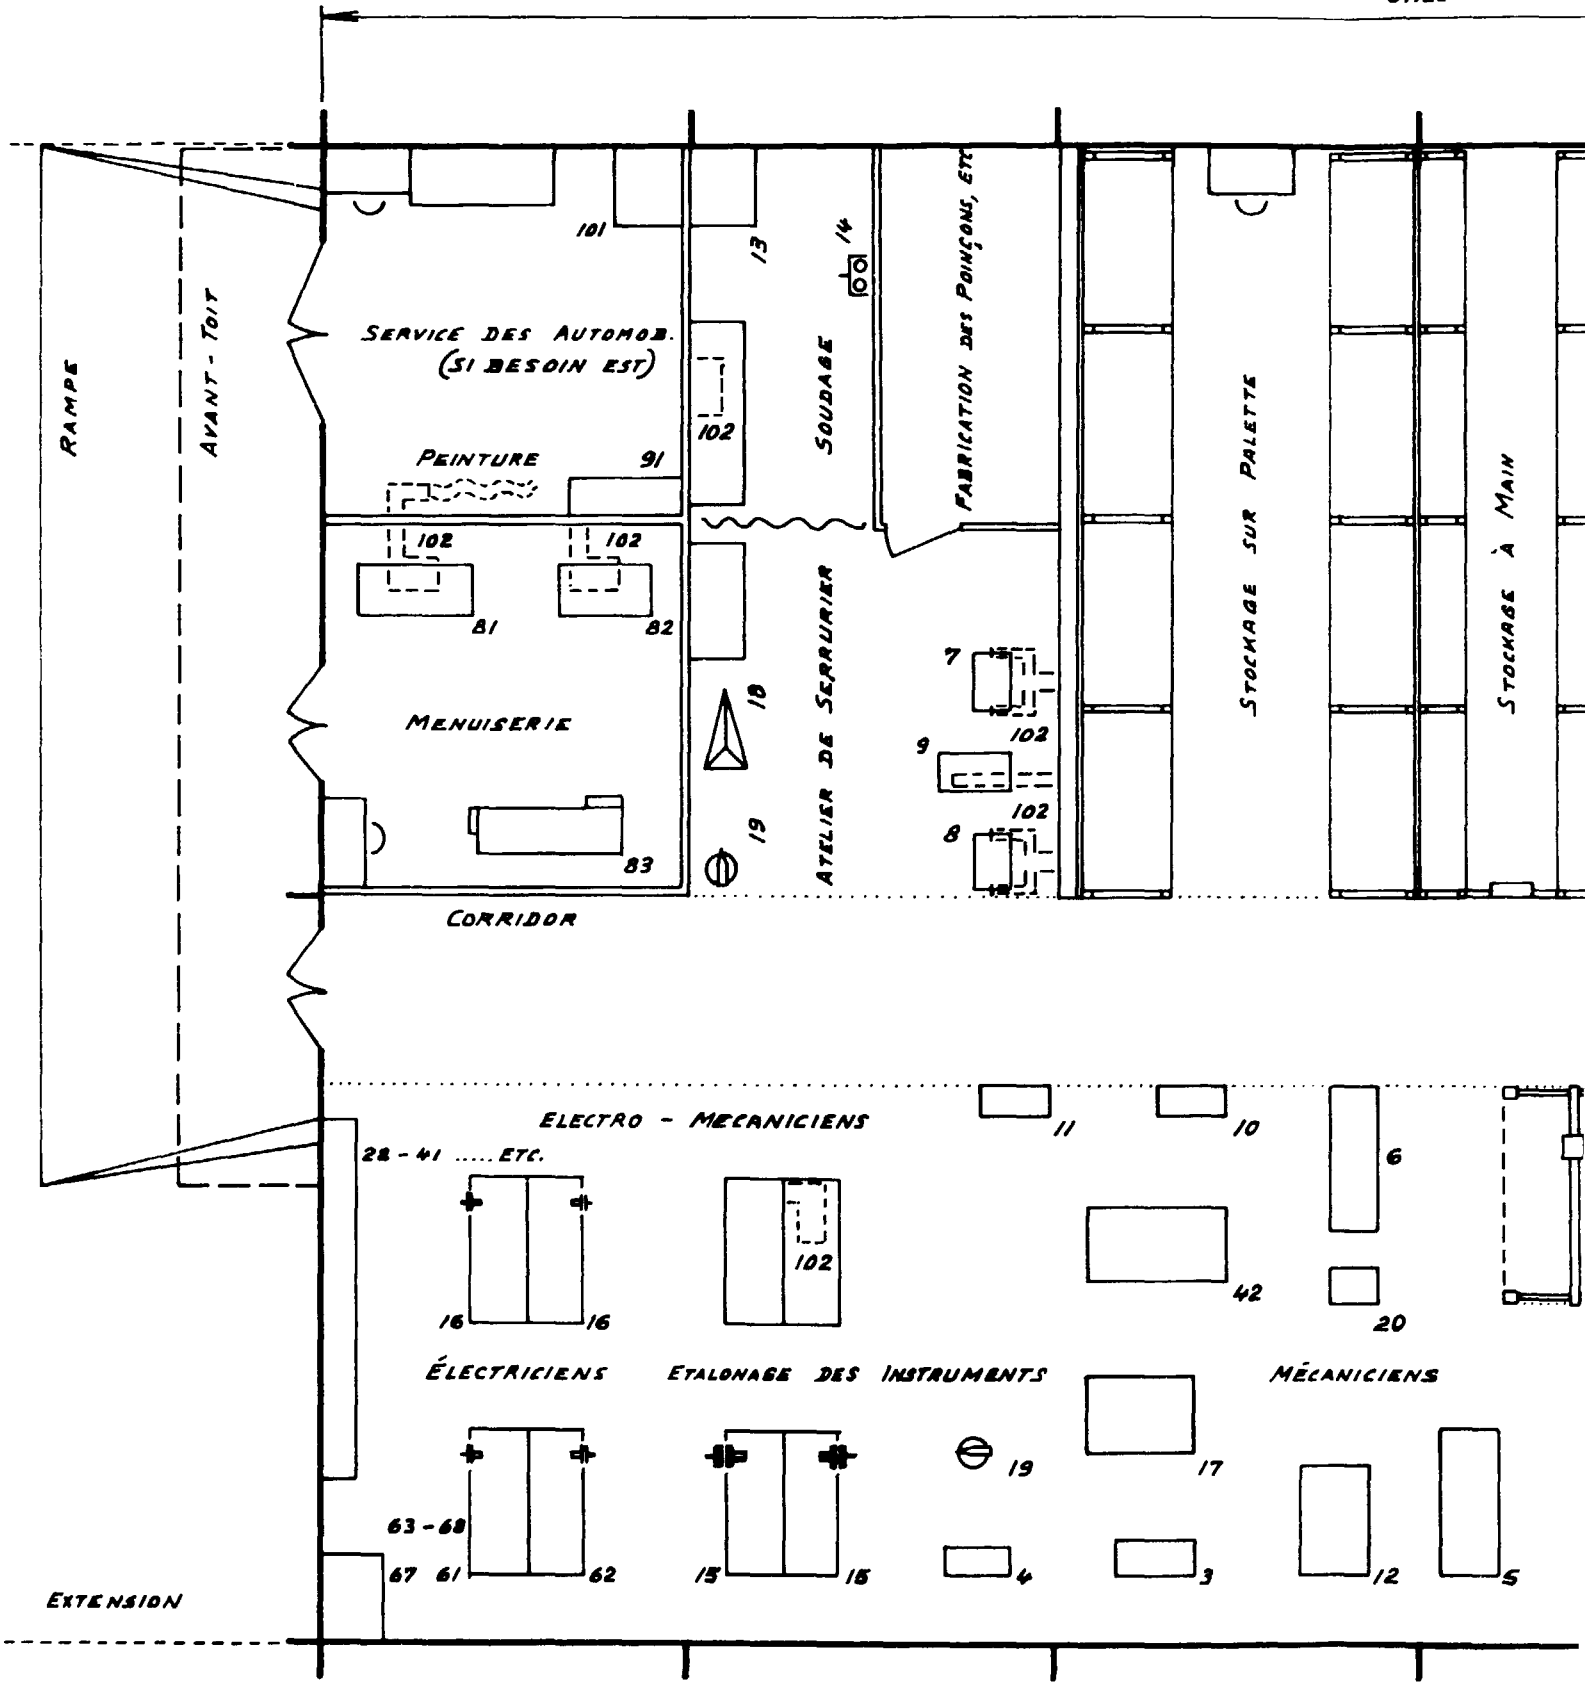 101
13
14
SERVICE DES AUTOMOB.
(SI BESOIN EST)
RAMPE
AVANT-TOIT
102
SOUDAGE
FABRICATION DES POINÇONS, ETC
STOCKAGE SUR PALETTE
STOCKAGE À MAIN
PEINTURE
91
102
102
81
82
MENUISERIE
18
ATELIER DE SERRURIER
7
102
9
102
8
19
83
CORRIDOR
ELECTRO - MECANICIENS
11
10
6
28 - 41 ..... ETC.
102
42
16
16
20
ÉLECTRICIENS
ETALONAGE DES INSTRUMENTS
MÉCANICIENS
19
17
63 - 68
67
61
62
15
15
4
3
12
5
EXTENSION